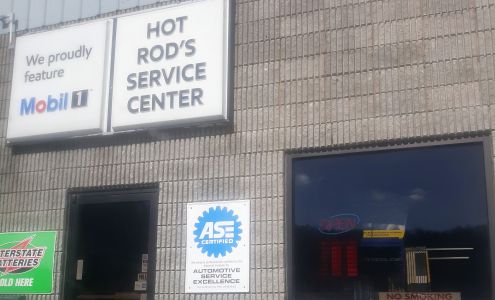 We proudly
feature
Mobil 1
HOT
ROD'S
SERVICE
CENTER
ASE
CERTIFIED
AUTOMOTIVE
SERVICE
EXCELLENCE
INTERSTATE
BATTERIES
SOLD HERE
OPEN
NO SMOKING